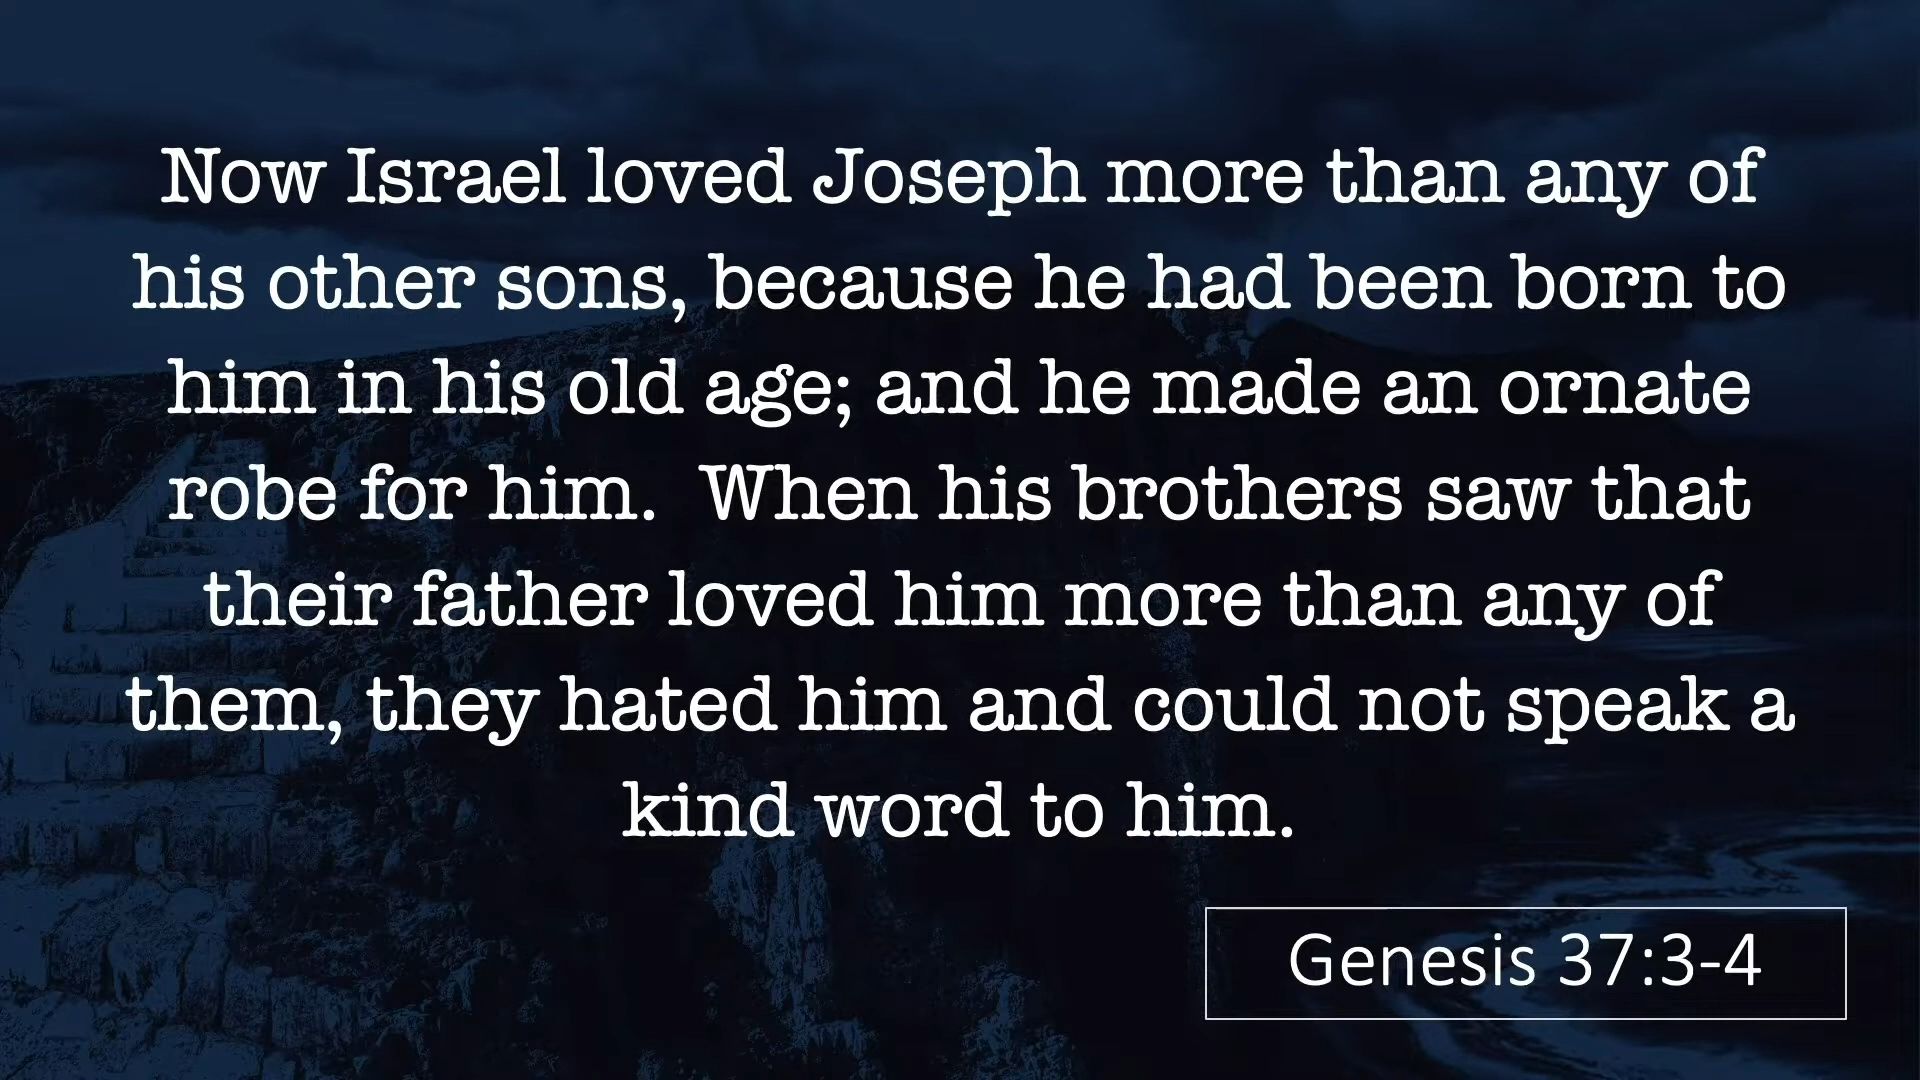 Now Israel loved Joseph more than any of
his other sons, because he had been born to
him in his old age; and he made an ornate
robe for him.  When his brothers saw that
their father loved him more than any of
them, they hated him and could not speak a
kind word to him.
Genesis 37:3-4